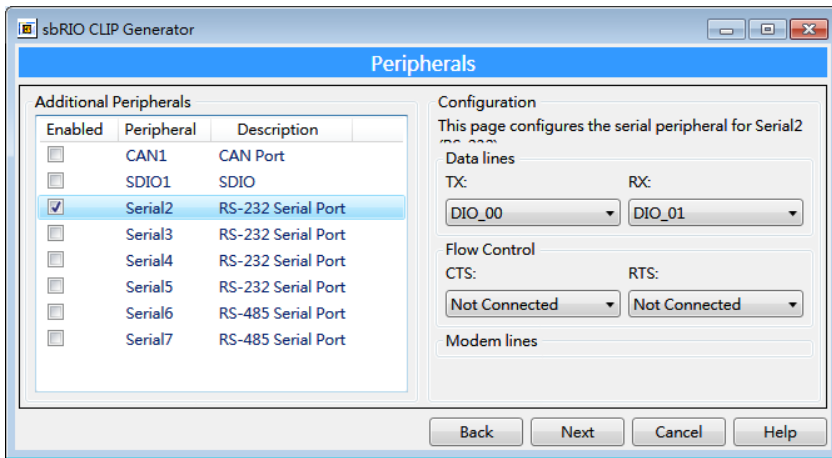 sbRIO CLIP Generator
Peripherals
Additional Peripherals
Enabled Peripheral Description
CAN1 CAN Port
SDIO1 SDIO
Serial2 RS-232 Serial Port
Serial3 RS-232 Serial Port
Serial4 RS-232 Serial Port
Serial5 RS-232 Serial Port
Serial6 RS-485 Serial Port
Serial7 RS-485 Serial Port
Configuration
This page configures the serial peripheral for Serial2
Data lines
TX: RX:
DIO_00 DIO_01
Flow Control
CTS: RTS:
Not Connected Not Connected
Modem lines
Back Next Cancel Help